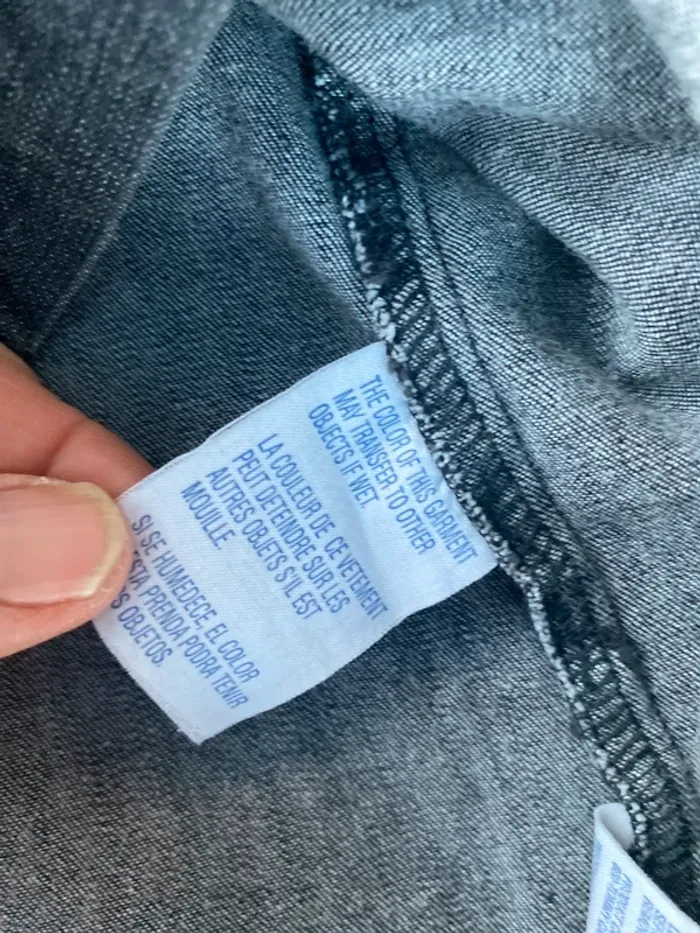 THE COLOR OF THIS GARMENT
MAY TRANSFER TO OTHER
OBJECTS IF WET.
LA COULEUR DE CE VETEMENT
PEUT DETEINDRE SUR LES
AUTRES OBJETS S'IL EST
MOUILLE.
SI SE HUMEDECE EL COLOR
ESTA PRENDA PODRA TENIR
OBJETOS.